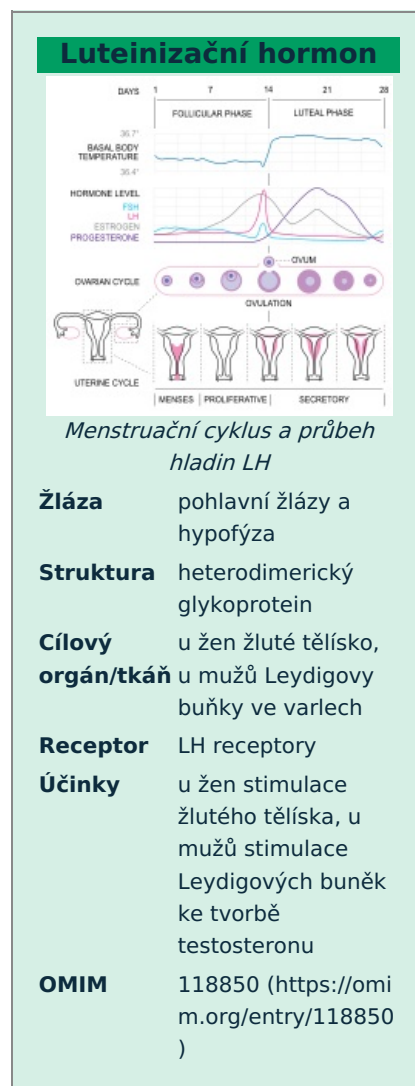 Luteinizační hormon
DAYS 1 7 14 21 28
FOLLICULAR PHASE LUTEAL PHASE
36.7°
BASAL BODY
TEMPERATURE
36.4°
HORMONE LEVEL
FSH
LH
ESTROGEN
PROGESTERONE
OVUM
OVARIAN CYCLE
OVULATION
UTERINE CYCLE
MENSES PROLIFERATIVE SECRETORY
Menstruační cyklus a průbeh
hladin LH
Žláza pohlavní žlázy a
hypofýza
Struktura heterodimerický
glykoprotein
Cílový u žen žluté tělísko,
orgán/tkáň u mužů Leydigovy
buňky ve varlech
Receptor LH receptory
Účinky u žen stimulace
žlutého tělíska, u
mužů stimulace
Leydigových buněk
ke tvorbě
testosteronu
OMIM 118850 (https://omi
m.org/entry/118850
)